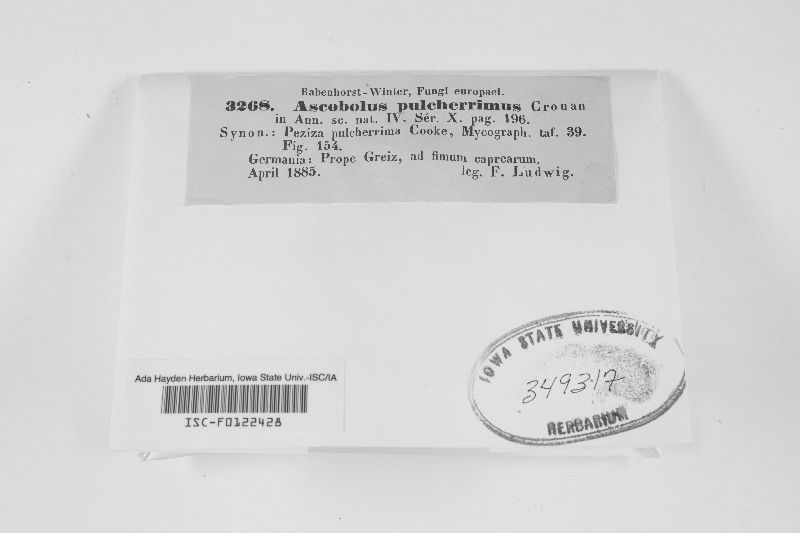 Rabenhorst-Winter, Fungi europaei.
3268. Ascobolus pulcherrimus Crouan
in Ann. sc. nat. IV. Sér. X. pag. 196.
Synon.: Peziza pulcherrima Cooke, Mycograph. taf. 39.
Fig. 154.
Germania: Prope Greiz, ad fimum caprearum.
April 1885. leg. F. Ludwig.
IOWA STATE UNIVERSITY
349317
HERBARIUM
Ada Hayden Herbarium, Iowa State Univ.-ISC/IA
ISC-F0122428